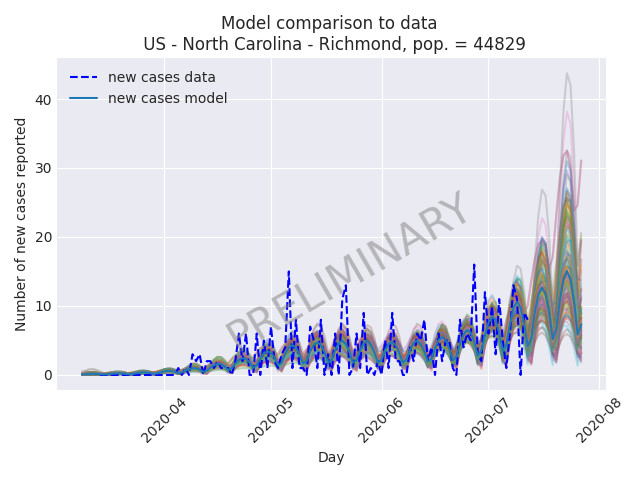 Model comparison to data
US - North Carolina - Richmond, pop. = 44829
new cases data
new cases model
Number of new cases reported
40
30
20
10
0
PRELIMINARY
2020-04
2020-05
2020-06
2020-07
2020-08
Day